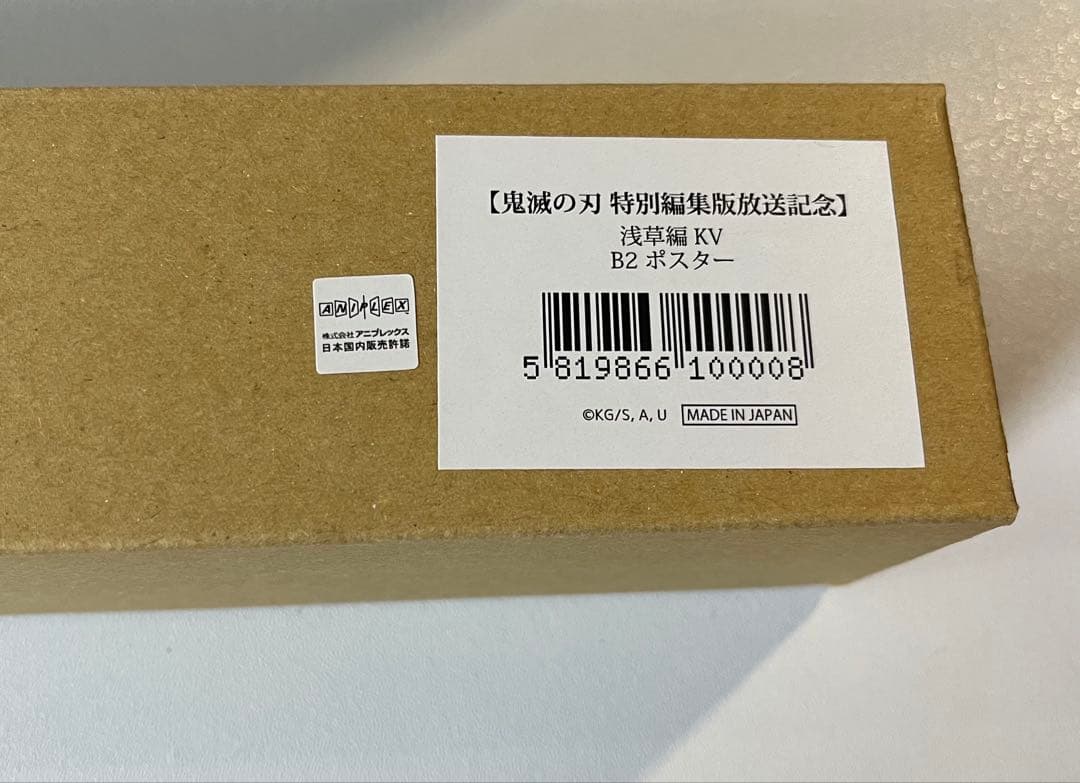 【鬼滅の刃 特別編集版放送記念】
浅草編 KV
B2 ポスター
5 819866 100008
©KG/S, A, U MADE IN JAPAN
ANIPLEX
株式会社 アニプレックス
日本国内販売許諾